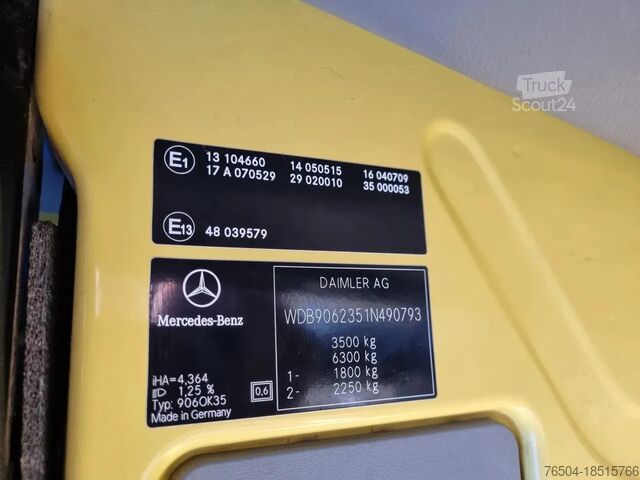 Truck
Scout24
E1 13 104660 14 050515 16 040709
17 A 070529 29 020010 35 000053
E13 48 039579
Mercedes-Benz
DAIMLER AG
WDB9062351N490793
3500 kg
6300 kg
1- 1800 kg
2- 2250 kg
iHA=4,364
1,25 %
Typ: 906OK35
Made in Germany
0,6
76504-18515766